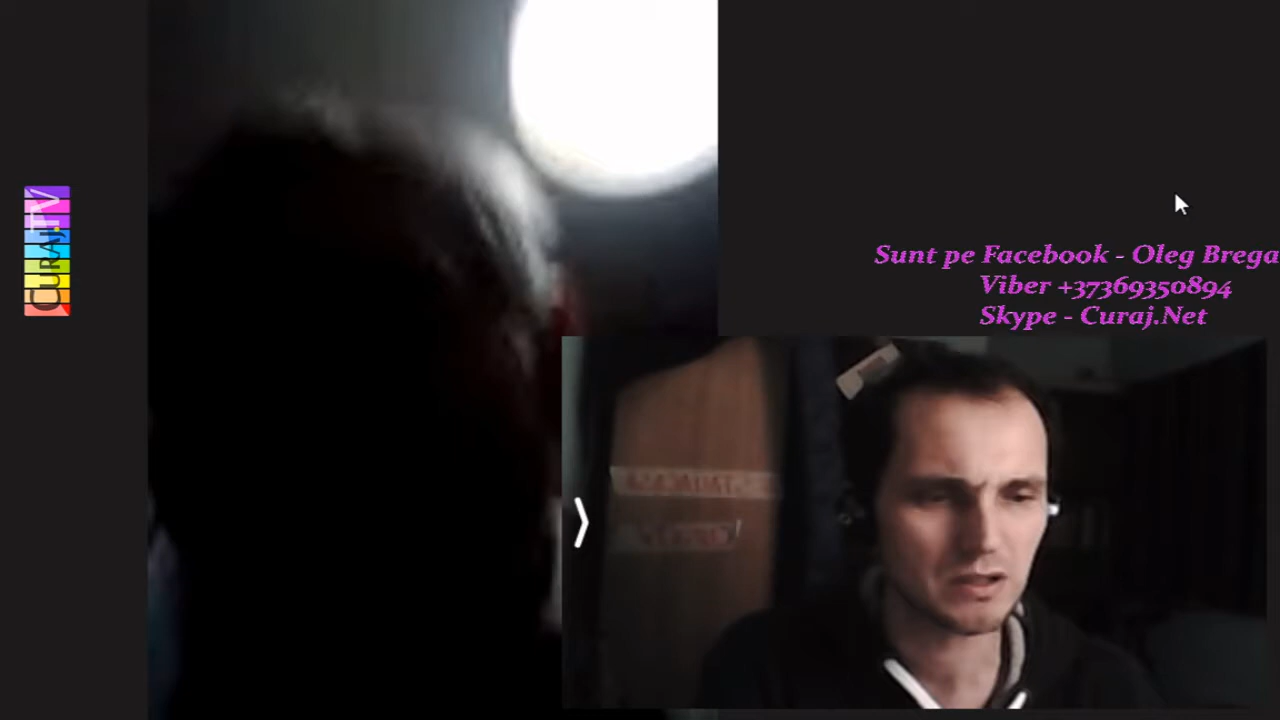 Curaj.TV
Sunt pe Facebook - Oleg Brega
Viber +37369350894
Skype - Curaj.Net